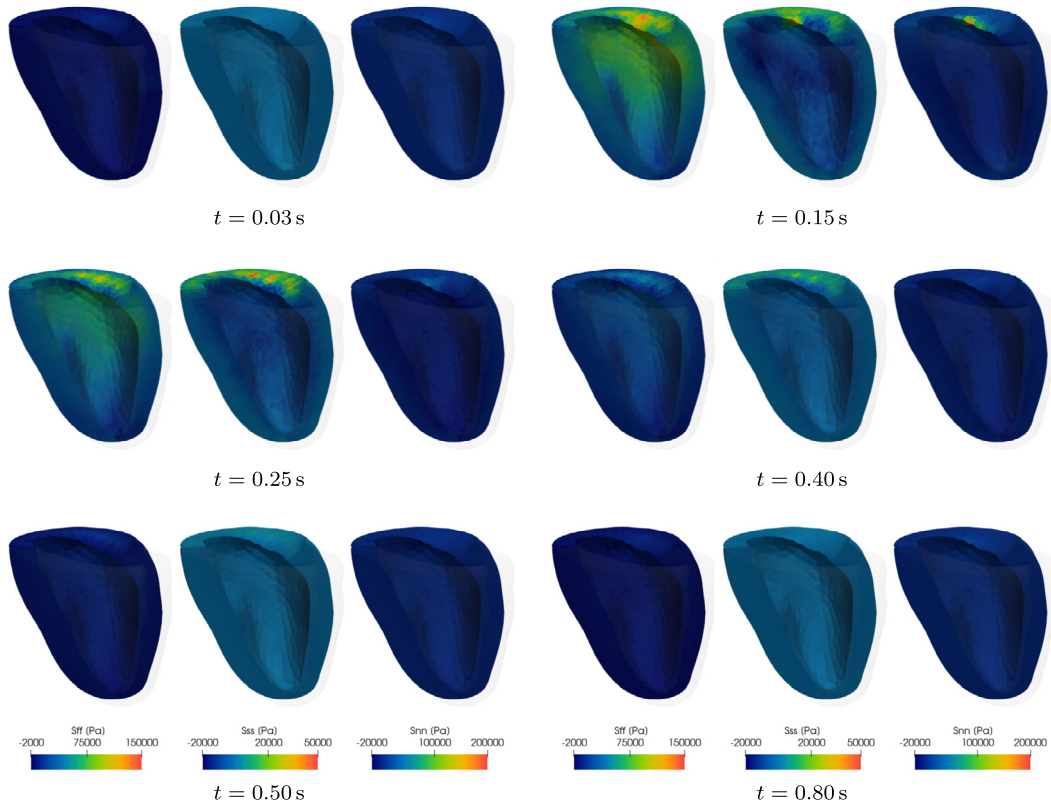 t = 0.03 s
t = 0.15 s
t = 0.25 s
t = 0.40 s
Sff (Pa)
-20000 75000 150000
Sss (Pa)
-20000 20000 50000
Snn (Pa)
-20000 100000 200000
Sff (Pa)
-20000 75000 150000
Sss (Pa)
-20000 20000 50000
Snn (Pa)
-20000 100000 200000
t = 0.50 s
t = 0.80 s